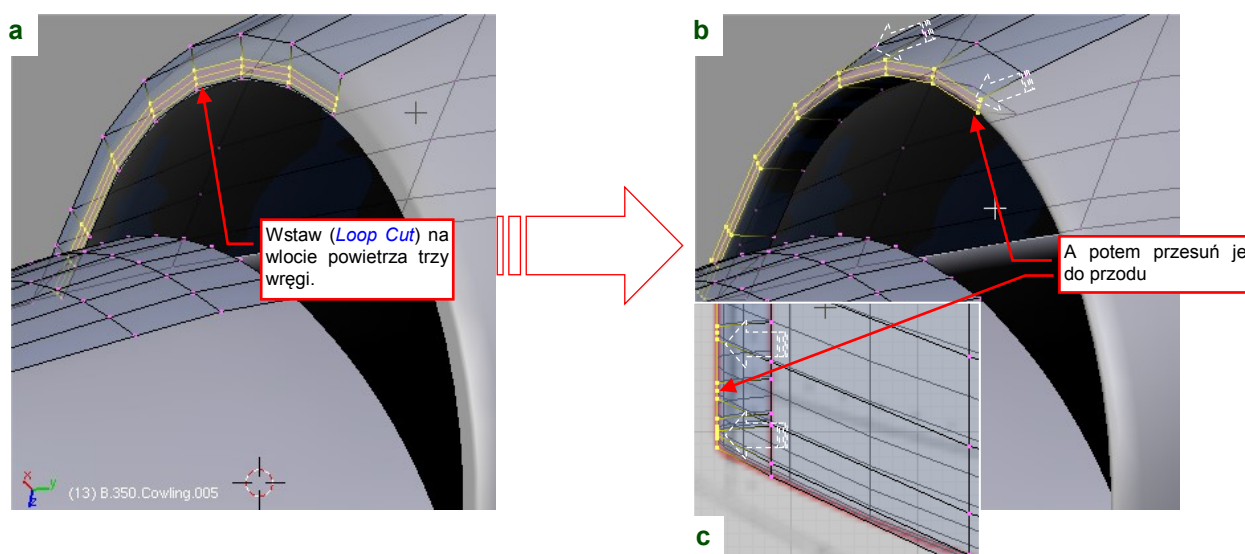 a
b
Wstaw (Loop Cut) na
wlocie powietrza trzy
wręgi.
A potem przesuń je
do przodu
x
y
z
(13) B.350.Cowling.005
c